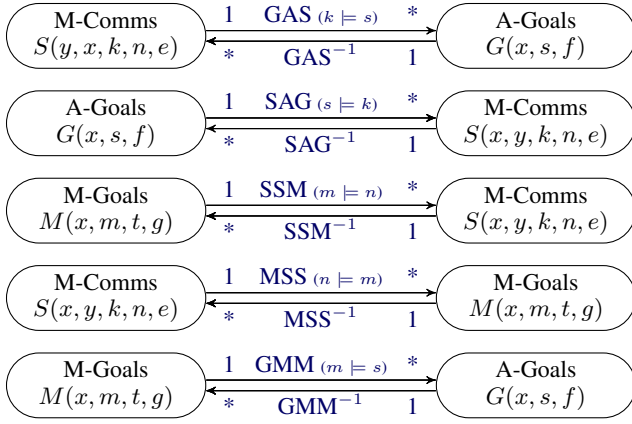 M-Comms 1 GAS (k ⊨ s) * A-Goals
S(y, x, k, n, e) * GAS⁻¹ 1 G(x, s, f)
A-Goals 1 SAG (s ⊨ k) * M-Comms
G(x, s, f) * SAG⁻¹ 1 S(x, y, k, n, e)
M-Goals 1 SSM (m ⊨ n) * M-Comms
M(x, m, t, g) * SSM⁻¹ 1 S(x, y, k, n, e)
M-Comms 1 MSS (n ⊨ m) * M-Goals
S(x, y, k, n, e) * MSS⁻¹ 1 M(x, m, t, g)
M-Goals 1 GMM (m ⊨ s) * A-Goals
M(x, m, t, g) * GMM⁻¹ 1 G(x, s, f)